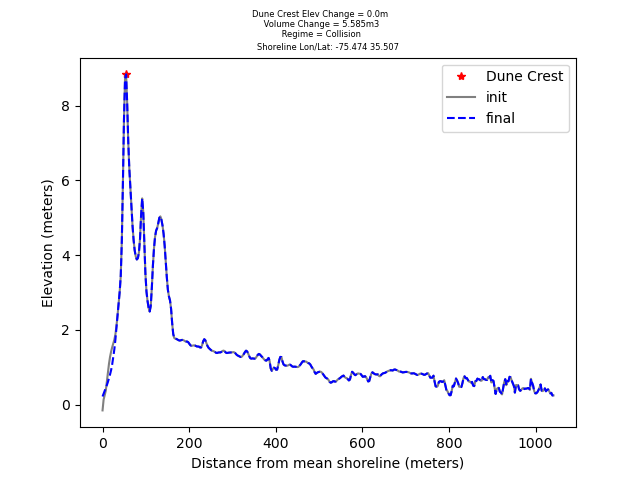 Dune Crest Elev Change = 0.0m
Volume Change = 5.585m3
Regime = Collision
Shoreline Lon/Lat: -75.474 35.507
Dune Crest
init
final
Elevation (meters)
8
6
4
2
0
0 200 400 600 800 1000
Distance from mean shoreline (meters)